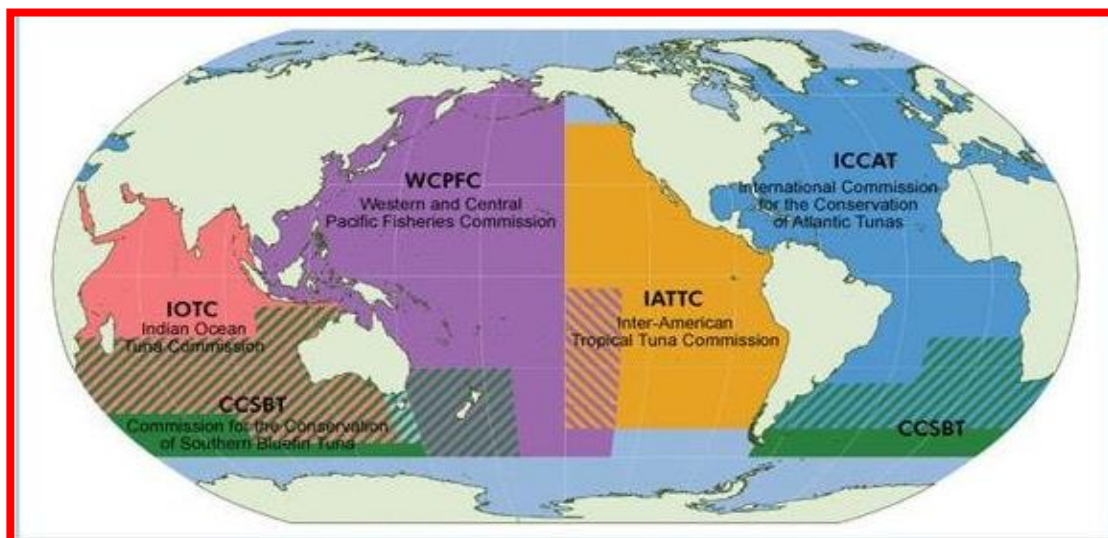 WCPFC
Western and Central
Pacific Fisheries Commission
ICCAT
International Commission
for the Conservation
of Atlantic Tunas
IOTC
Indian Ocean
Tuna Commission
IATTC
Inter-American
Tropical Tuna Commission
CCSBT
Commission for the Conservation
of Southern Bluefin Tuna
CCSBT